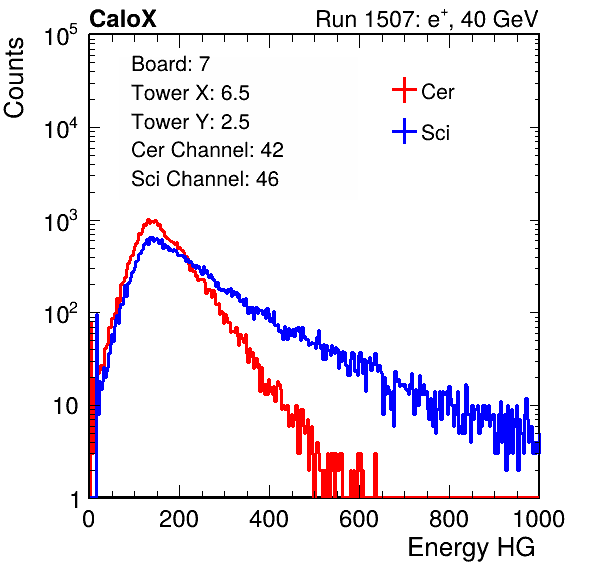 CaloX Run 1507: e⁺, 40 GeV
Board: 7
Tower X: 6.5
Tower Y: 2.5
Cer Channel: 42
Sci Channel: 46
Cer
Sci
Counts
10⁵
10⁴
10³
10²
10
1
0 200 400 600 800 1000
Energy HG